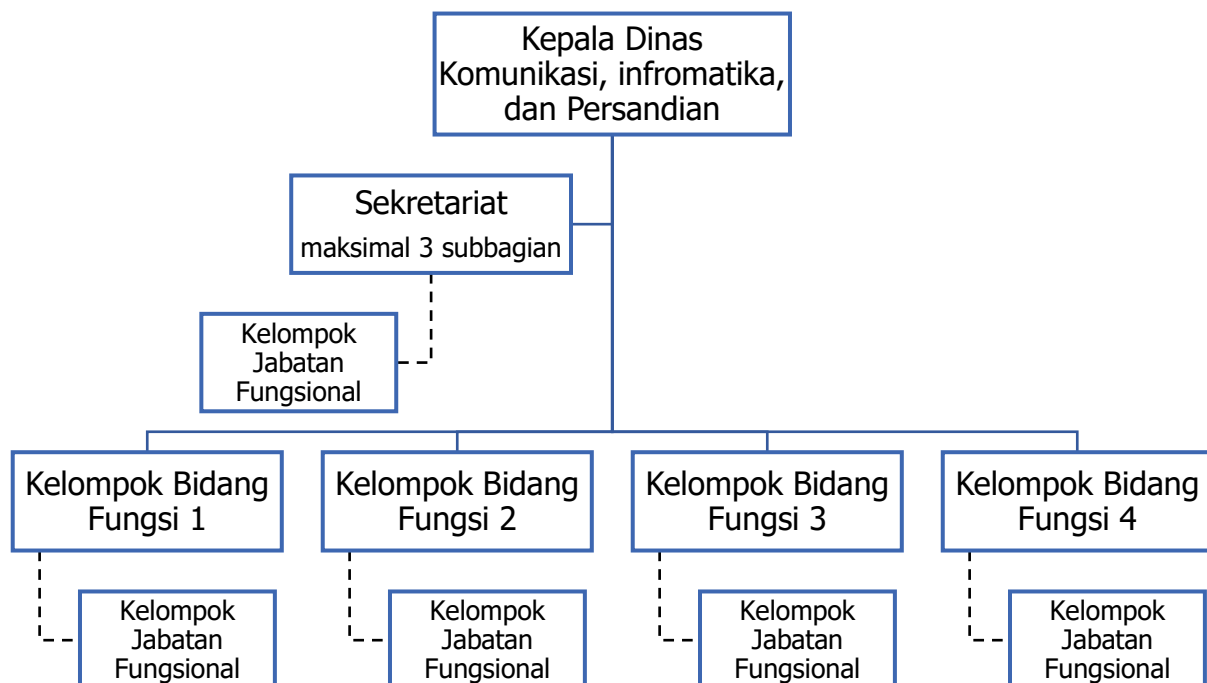 Kepala Dinas
Komunikasi, infromatika,
dan Persandian
Sekretariat
maksimal 3 subbagian
Kelompok
Jabatan
Fungsional
Kelompok Bidang
Fungsi 1
Kelompok Bidang
Fungsi 2
Kelompok Bidang
Fungsi 3
Kelompok Bidang
Fungsi 4
Kelompok
Jabatan
Fungsional
Kelompok
Jabatan
Fungsional
Kelompok
Jabatan
Fungsional
Kelompok
Jabatan
Fungsional